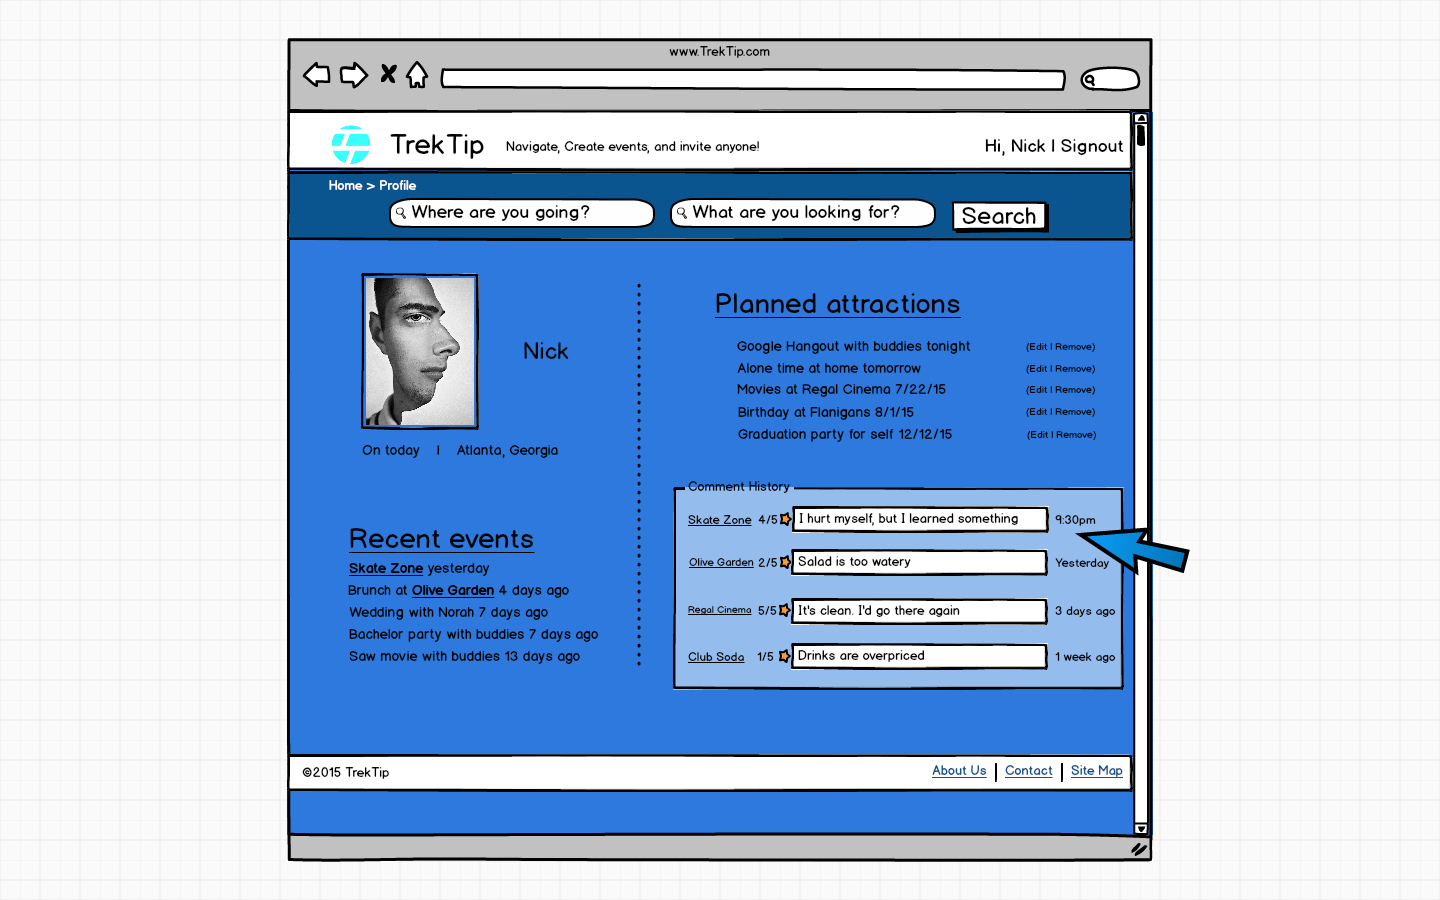 www.TrekTip.com
TrekTip Navigate, Create events, and invite anyone! Hi, Nick I Signout
Home > Profile
Where are you going? What are you looking for? Search
Nick
On today I Atlanta, Georgia
Recent events
Skate Zone yesterday
Brunch at Olive Garden 4 days ago
Wedding with Norah 7 days ago
Bachelor party with buddies 7 days ago
Saw movie with buddies 13 days ago
Planned attractions
Google Hangout with buddies tonight (Edit I Remove)
Alone time at home tomorrow (Edit I Remove)
Movies at Regal Cinema 7/22/15 (Edit I Remove)
Birthday at Flanigans 8/1/15 (Edit I Remove)
Graduation party for self 12/12/15 (Edit I Remove)
Comment History
Skate Zone 4/5 I hurt myself, but I learned something 9:30pm
Olive Garden 2/5 Salad is too watery Yesterday
Regal Cinema 5/5 It's clean. I'd go there again 3 days ago
Club Soda 1/5 Drinks are overpriced 1 week ago
©2015 TrekTip About Us Contact Site Map